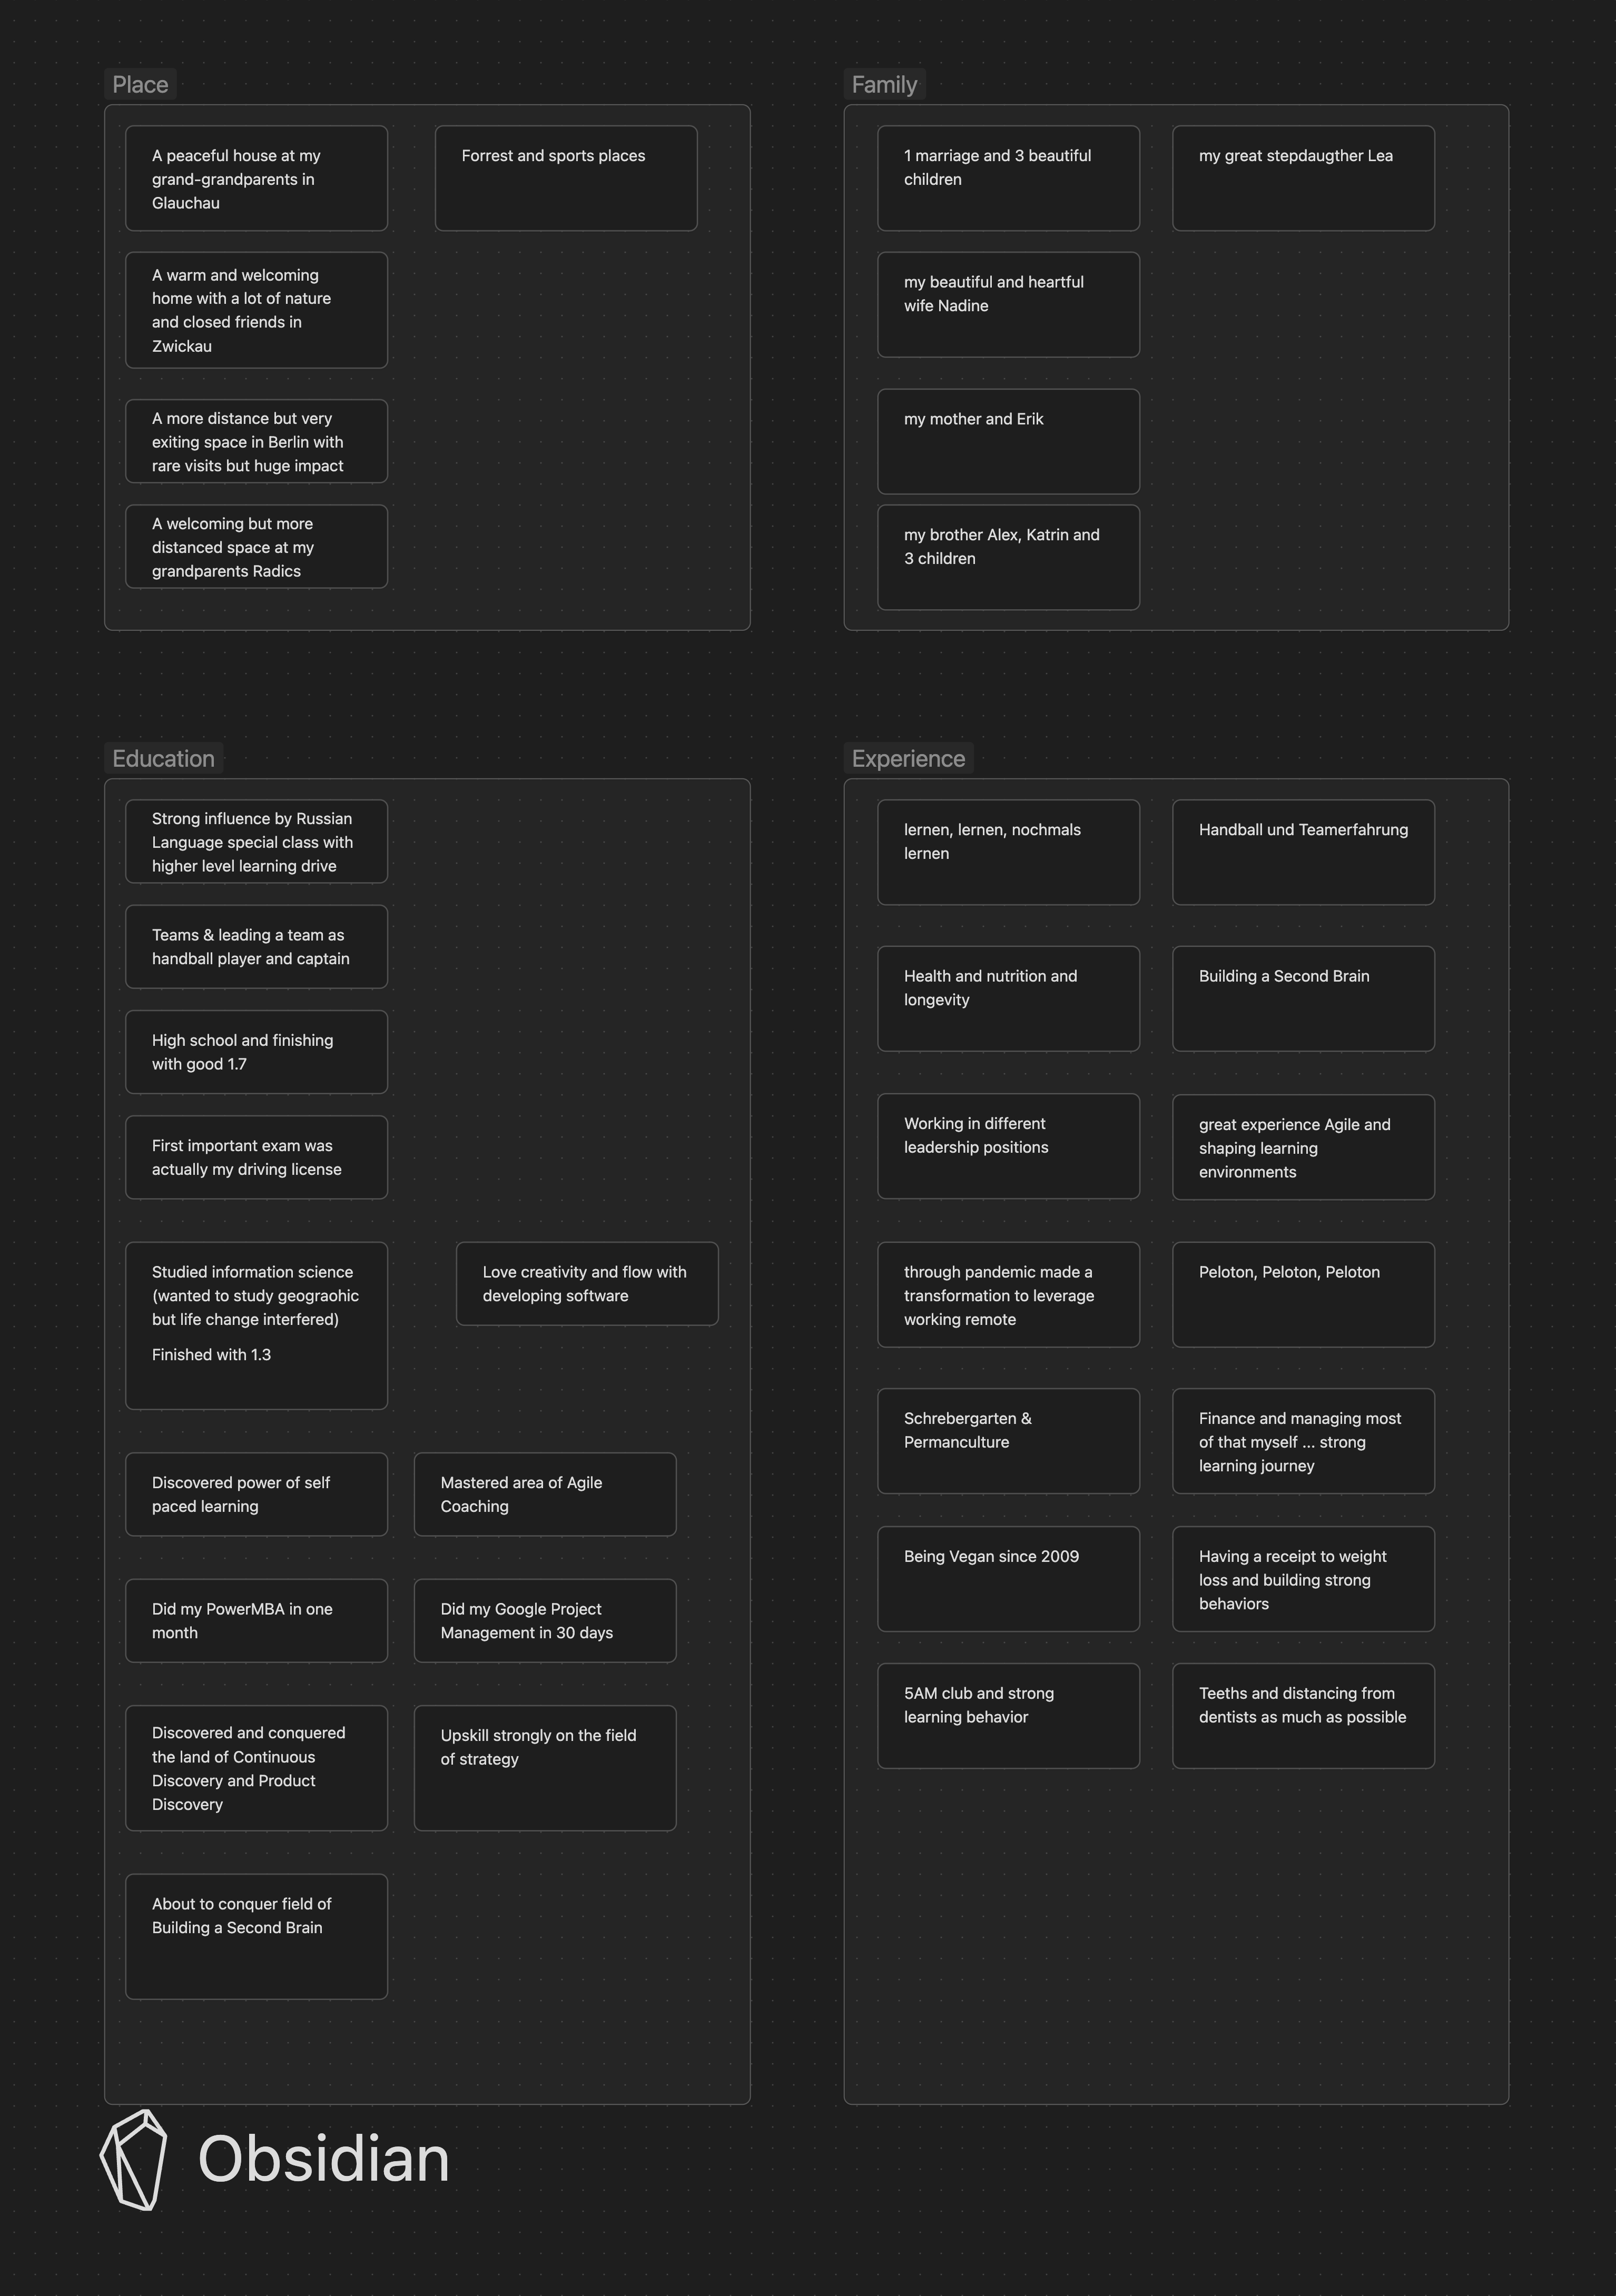 Place
A peaceful house at my
grand-grandparents in
Glauchau
Forrest and sports places
A warm and welcoming
home with a lot of nature
and closed friends in
Zwickau
A more distance but very
exiting space in Berlin with
rare visits but huge impact
A welcoming but more
distanced space at my
grandparents Radics
Family
1 marriage and 3 beautiful
children
my great stepdaugther Lea
my beautiful and heartful
wife Nadine
my mother and Erik
my brother Alex, Katrin and
3 children
Education
Strong influence by Russian
Language special class with
higher level learning drive
Teams & leading a team as
handball player and captain
High school and finishing
with good 1.7
First important exam was
actually my driving license
Studied information science
(wanted to study geograohic
but life change interfered)
Finished with 1.3
Love creativity and flow with
developing software
Discovered power of self
paced learning
Mastered area of Agile
Coaching
Did my PowerMBA in one
month
Did my Google Project
Management in 30 days
Discovered and conquered
the land of Continuous
Discovery and Product
Discovery
Upskill strongly on the field
of strategy
About to conquer field of
Building a Second Brain
Experience
lernen, lernen, nochmals
lernen
Handball und Teamerfahrung
Health and nutrition and
longevity
Building a Second Brain
Working in different
leadership positions
great experience Agile and
shaping learning
environments
through pandemic made a
transformation to leverage
working remote
Peloton, Peloton, Peloton
Schrebergarten &
Permanculture
Finance and managing most
of that myself ... strong
learning journey
Being Vegan since 2009
Having a receipt to weight
loss and building strong
behaviors
5AM club and strong
learning behavior
Teeths and distancing from
dentists as much as possible
Obsidian